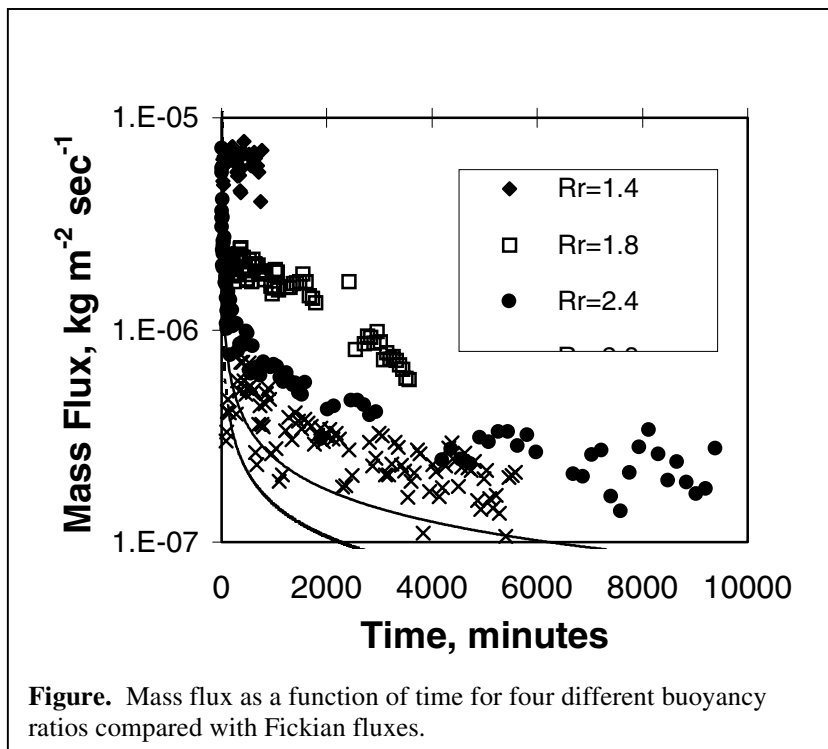 1.E-05
1.E-06
1.E-07
Mass Flux, kg m⁻² sec⁻¹
Rr=1.4
Rr=1.8
Rr=2.4
0 2000 4000 6000 8000 10000
Time, minutes
Figure. Mass flux as a function of time for four different buoyancy
ratios compared with Fickian fluxes.